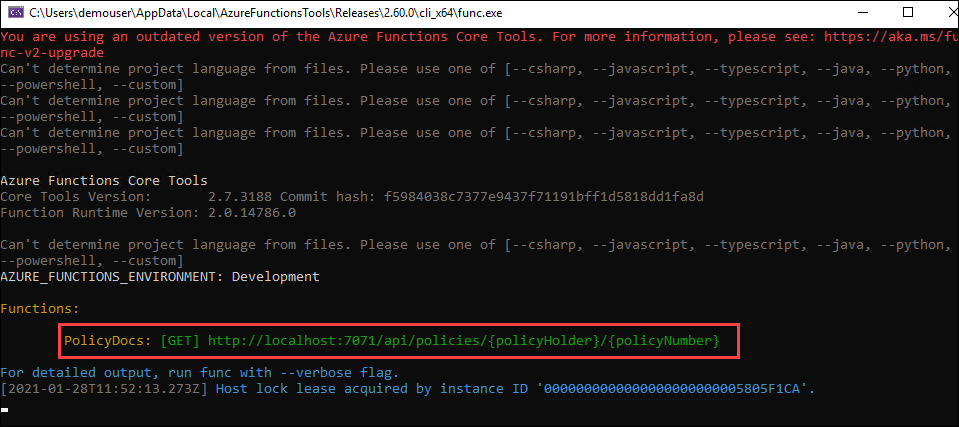 C:\Users\demouser\AppData\Local\AzureFunctionsTools\Releases\2.60.0\cli_x64\func.exe
You are using an outdated version of the Azure Functions Core Tools. For more information, please see: https://aka.ms/fu
nc-v2-upgrade
Can't determine project language from files. Please use one of [--csharp, --javascript, --typescript, --java, --python,
--powershell, --custom]
Can't determine project language from files. Please use one of [--csharp, --javascript, --typescript, --java, --python,
--powershell, --custom]
Can't determine project language from files. Please use one of [--csharp, --javascript, --typescript, --java, --python,
--powershell, --custom]
Azure Functions Core Tools
Core Tools Version:       2.7.3188 Commit hash: f5984038c7377e9437f71191bff1d5818dd1fa8d
Function Runtime Version: 2.0.14786.0
Can't determine project language from files. Please use one of [--csharp, --javascript, --typescript, --java, --python,
--powershell, --custom]
AZURE_FUNCTIONS_ENVIRONMENT: Development
Functions:
PolicyDocs: [GET] http://localhost:7071/api/policies/{policyHolder}/{policyNumber}
For detailed output, run func with --verbose flag.
[2021-01-28T11:52:13.273Z] Host lock lease acquired by instance ID '0000000000000000000000005805F1CA'.